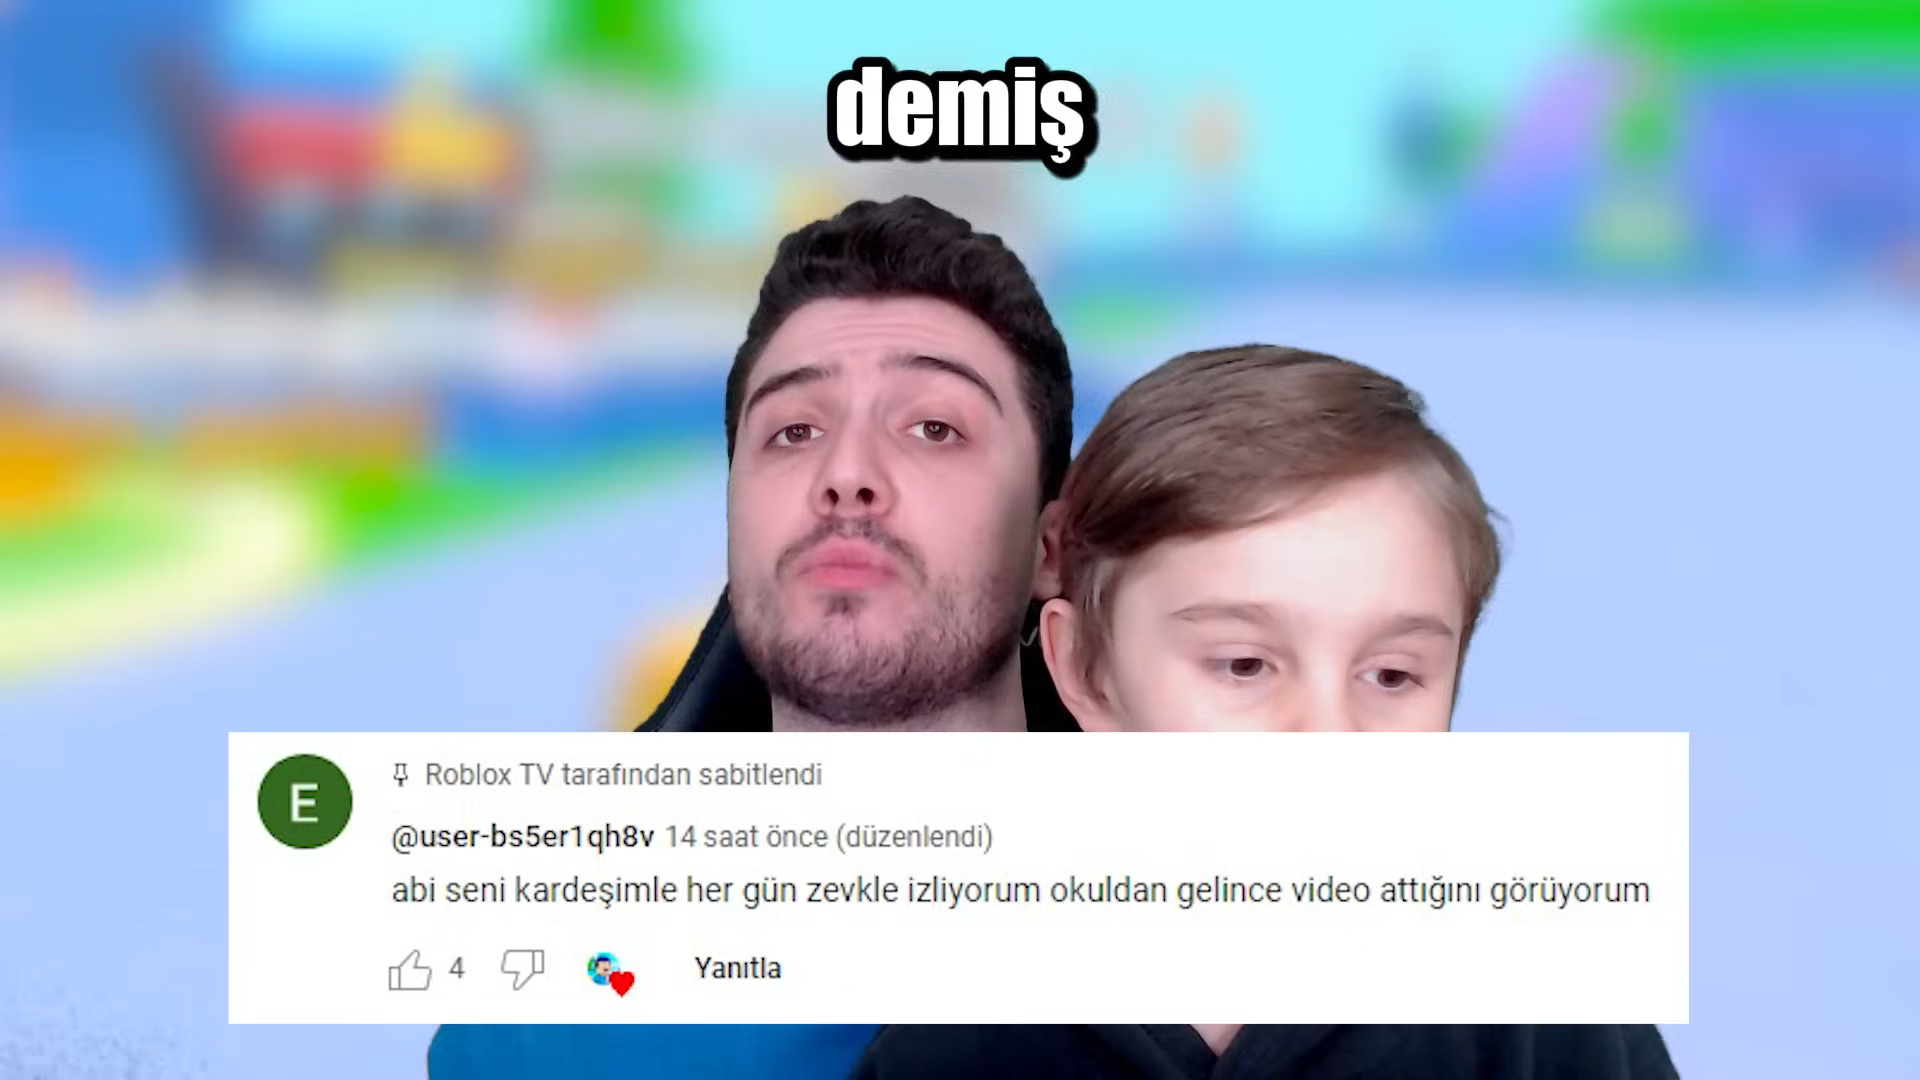 demiş
E
Roblox TV tarafından sabitlendi
@user-bs5er1qh8v 14 saat önce (düzenlendi)
abi seni kardeşimle her gün zevkle izliyorum okuldan gelince video attığını görüyorum
4
Yanıtla